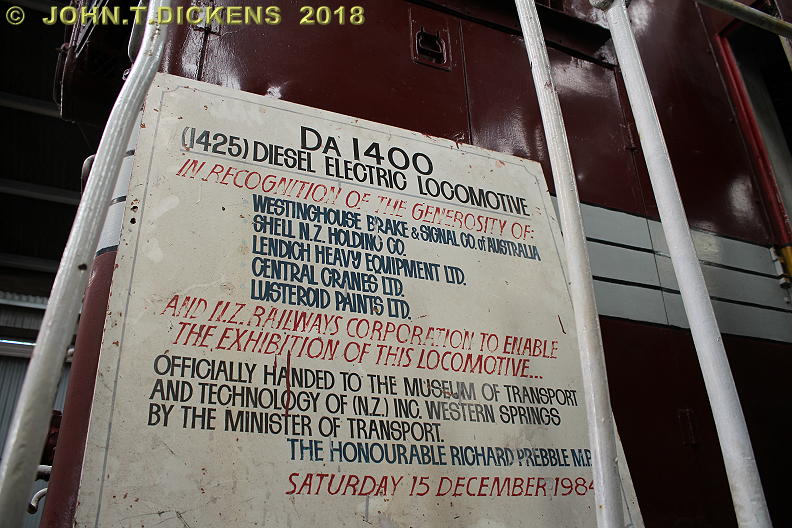 © JOHN.T.DICKENS 2018
DA 1400
(1425) DIESEL ELECTRIC LOCOMOTIVE
IN RECOGNITION OF THE GENEROSITY OF:
WESTINGHOUSE BRAKE & SIGNAL CO. of AUSTRALIA
SHELL N.Z. HOLDING CO.
LENDICH HEAVY EQUIPMENT LTD.
CENTRAL CRANES LTD.
LUSTEROID PAINTS LTD.
AND N.Z. RAILWAYS CORPORATION TO ENABLE
THE EXHIBITION OF THIS LOCOMOTIVE...
OFFICIALLY HANDED TO THE MUSEUM OF TRANSPORT
AND TECHNOLOGY OF (N.Z.) INC. WESTERN SPRINGS
BY THE MINISTER OF TRANSPORT.
THE HONOURABLE RICHARD PREBBLE M.P.
SATURDAY 15 DECEMBER 1984